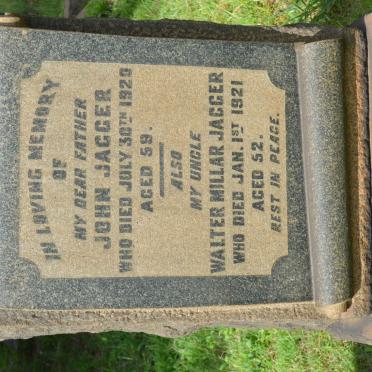 IN LOVING MEMORY
OF
MY DEAR FATHER
JOHN JAGGER
WHO DIED JULY 30TH 1920
AGED 59.
ALSO
MY UNCLE
WALTER MILLAR JAGGER
WHO DIED JAN. 1ST 1921
AGED 52.
REST IN PEACE.